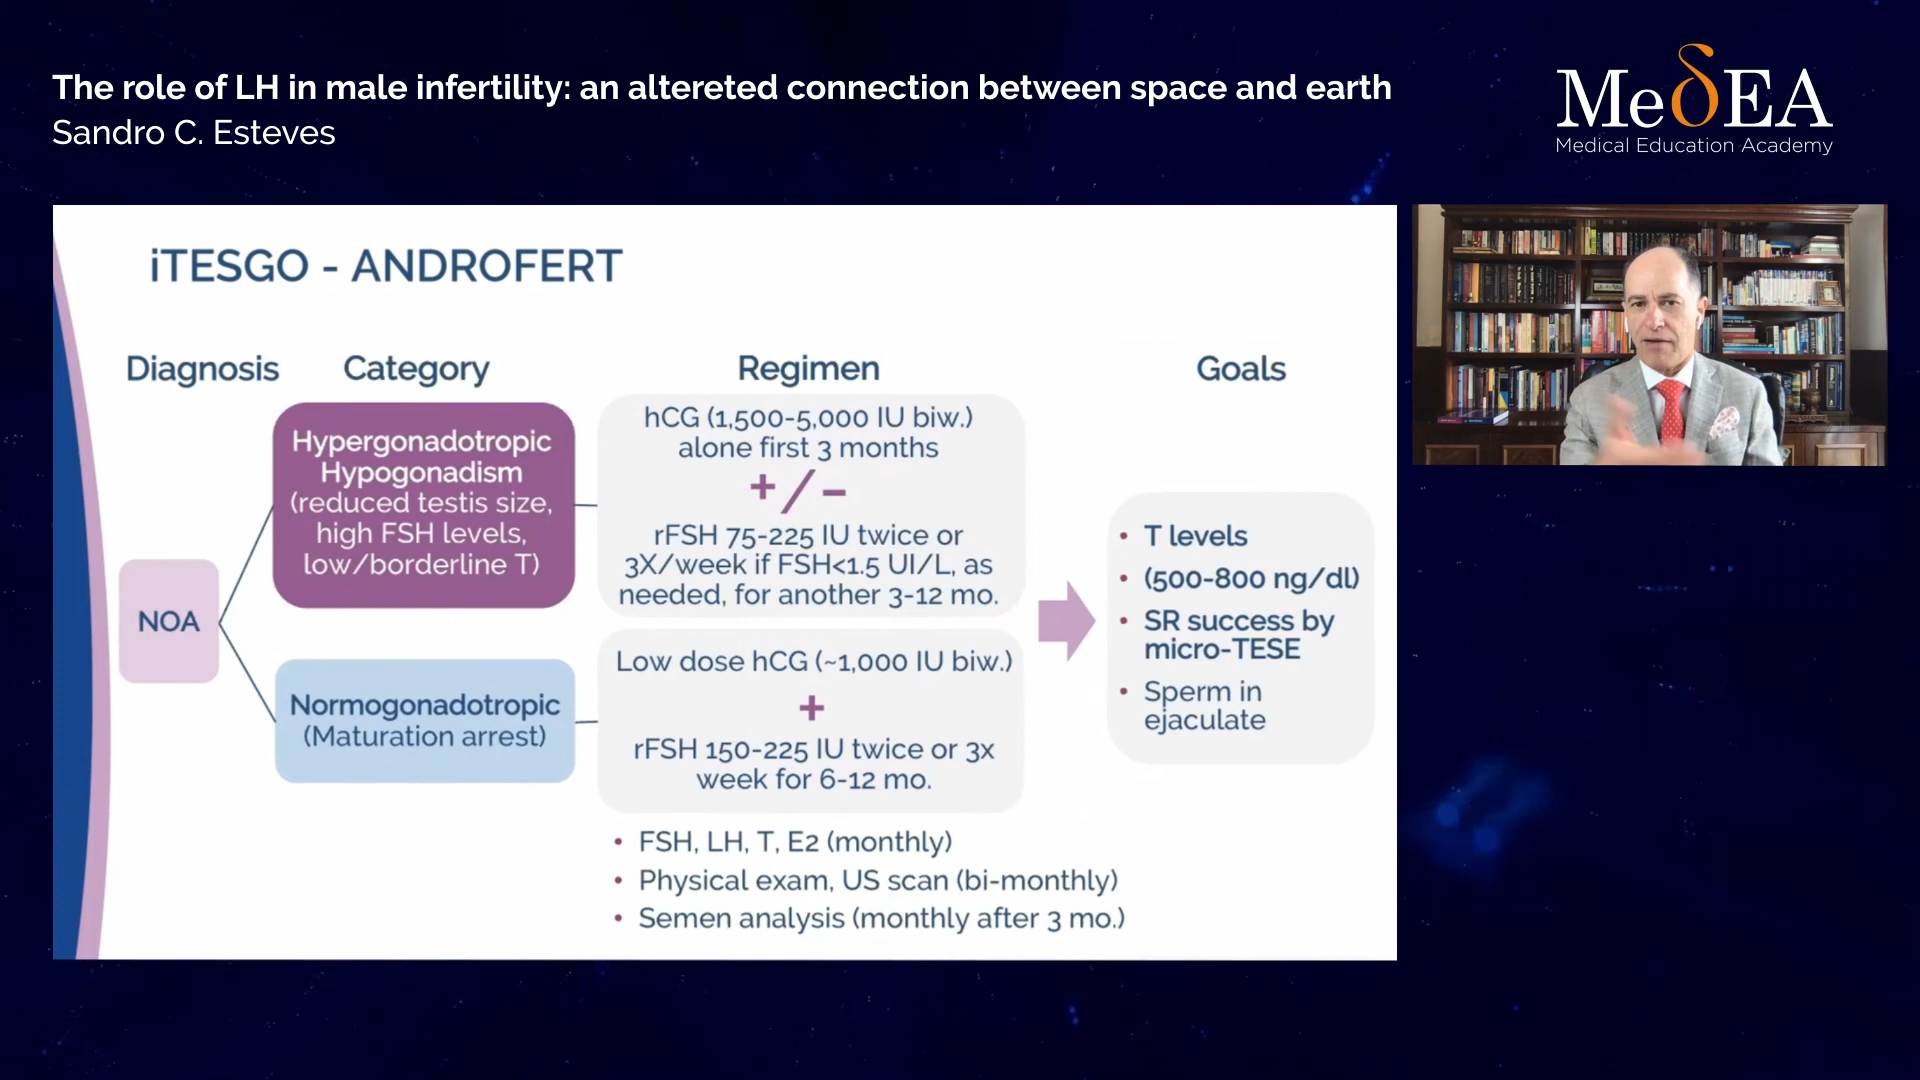 The role of LH in male infertility: an altereted connection between space and earth
Sandro C. Esteves
MeδEA
Medical Education Academy
iTESGO - ANDROFERT
Diagnosis
Category
Regimen
Goals
NOA
Hypergonadotropic
Hypogonadism
(reduced testis size,
high FSH levels,
low/borderline T)
hCG (1,500-5,000 IU biw.)
alone first 3 months
+/-
rFSH 75-225 IU twice or
3X/week if FSH<1.5 UI/L, as
needed, for another 3-12 mo.
Normogonadotropic
(Maturation arrest)
Low dose hCG (~1,000 IU biw.)
+
rFSH 150-225 IU twice or 3x
week for 6-12 mo.
• T levels
• (500-800 ng/dl)
• SR success by
micro-TESE
• Sperm in
ejaculate
• FSH, LH, T, E2 (monthly)
• Physical exam, US scan (bi-monthly)
• Semen analysis (monthly after 3 mo.)